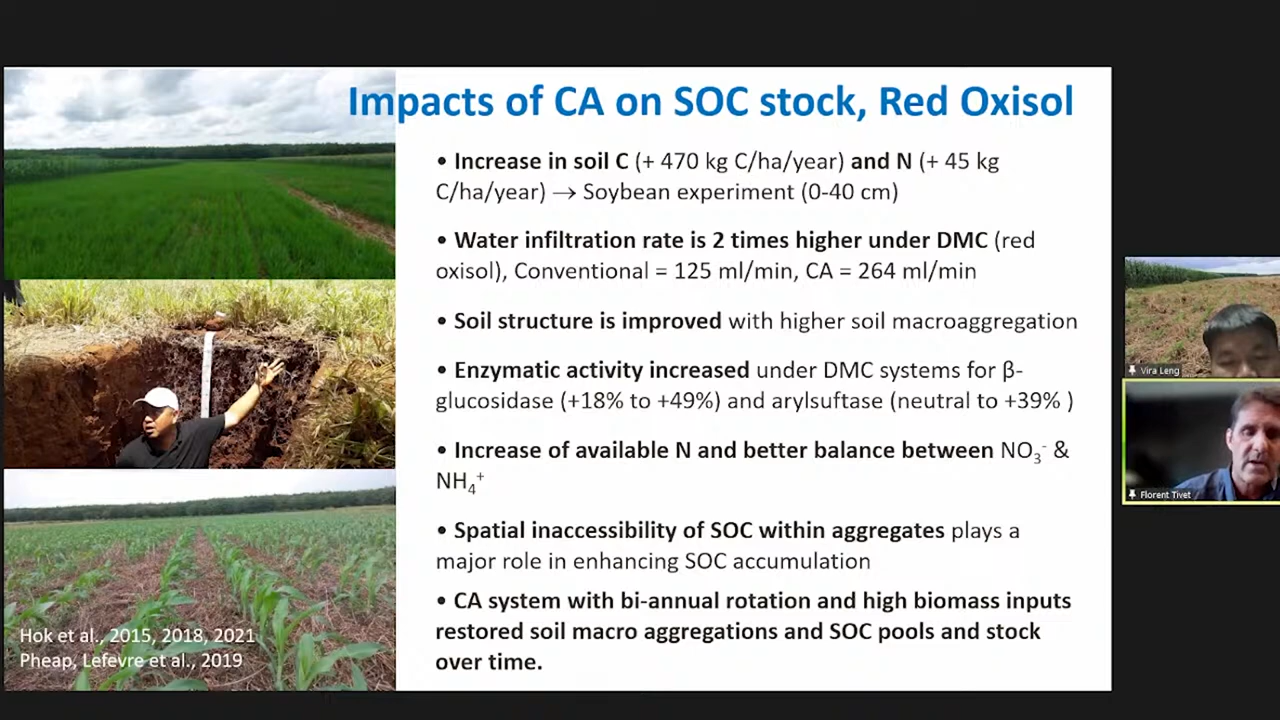 Impacts of CA on SOC stock, Red Oxisol
• Increase in soil C (+ 470 kg C/ha/year) and N (+ 45 kg
C/ha/year) → Soybean experiment (0-40 cm)
• Water infiltration rate is 2 times higher under DMC (red
oxisol), Conventional = 125 ml/min, CA = 264 ml/min
• Soil structure is improved with higher soil macroaggregation
• Enzymatic activity increased under DMC systems for β-
glucosidase (+18% to +49%) and arylsuftase (neutral to +39% )
• Increase of available N and better balance between NO₃⁻ &
NH₄⁺
• Spatial inaccessibility of SOC within aggregates plays a
major role in enhancing SOC accumulation
• CA system with bi-annual rotation and high biomass inputs
restored soil macro aggregations and SOC pools and stock
over time.
Hok et al., 2015, 2018, 2021
Pheap, Lefevre et al., 2019
Vira Leng
Florent Tivet